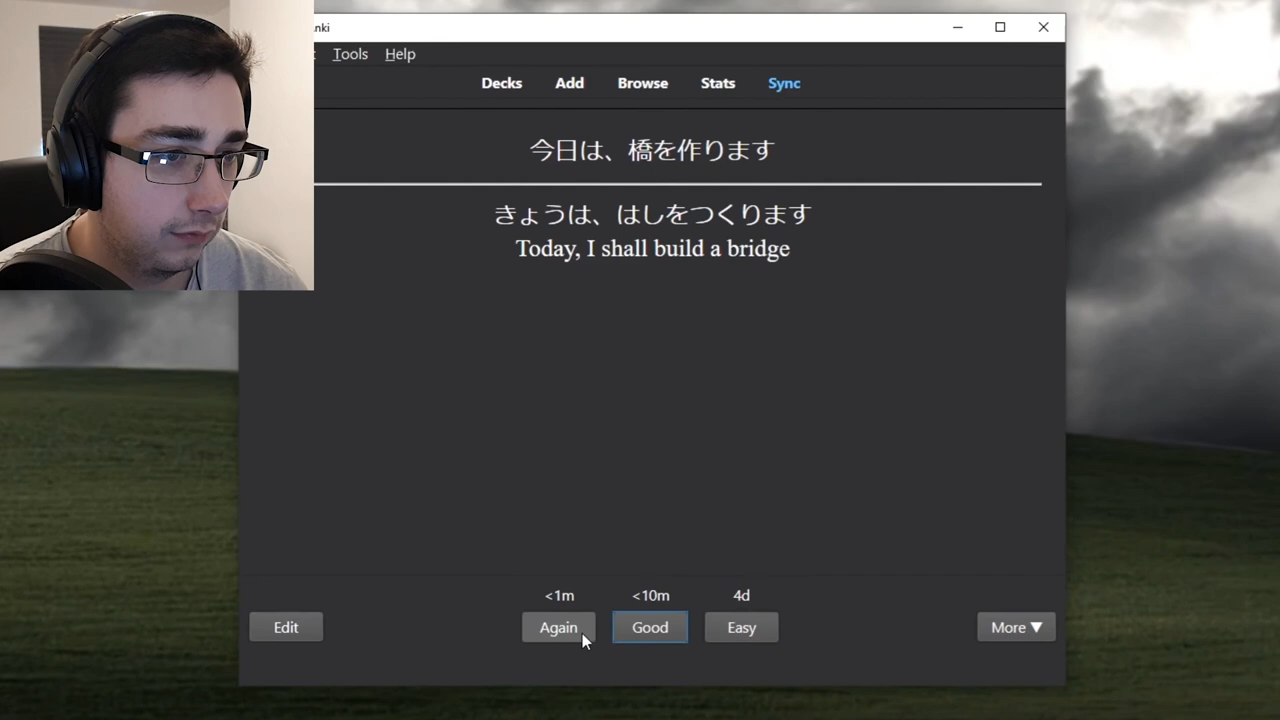 nki
Tools Help
Decks Add Browse Stats Sync
今日は、橋を作ります
きょうは、はしをつくります
Today, I shall build a bridge
<1m <10m 4d
Edit Again Good Easy More ▼